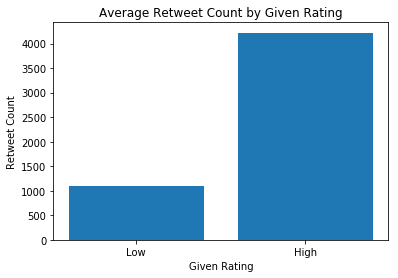 Average Retweet Count by Given Rating
Retweet Count
4000
3500
3000
2500
2000
1500
1000
500
0
Low High
Given Rating